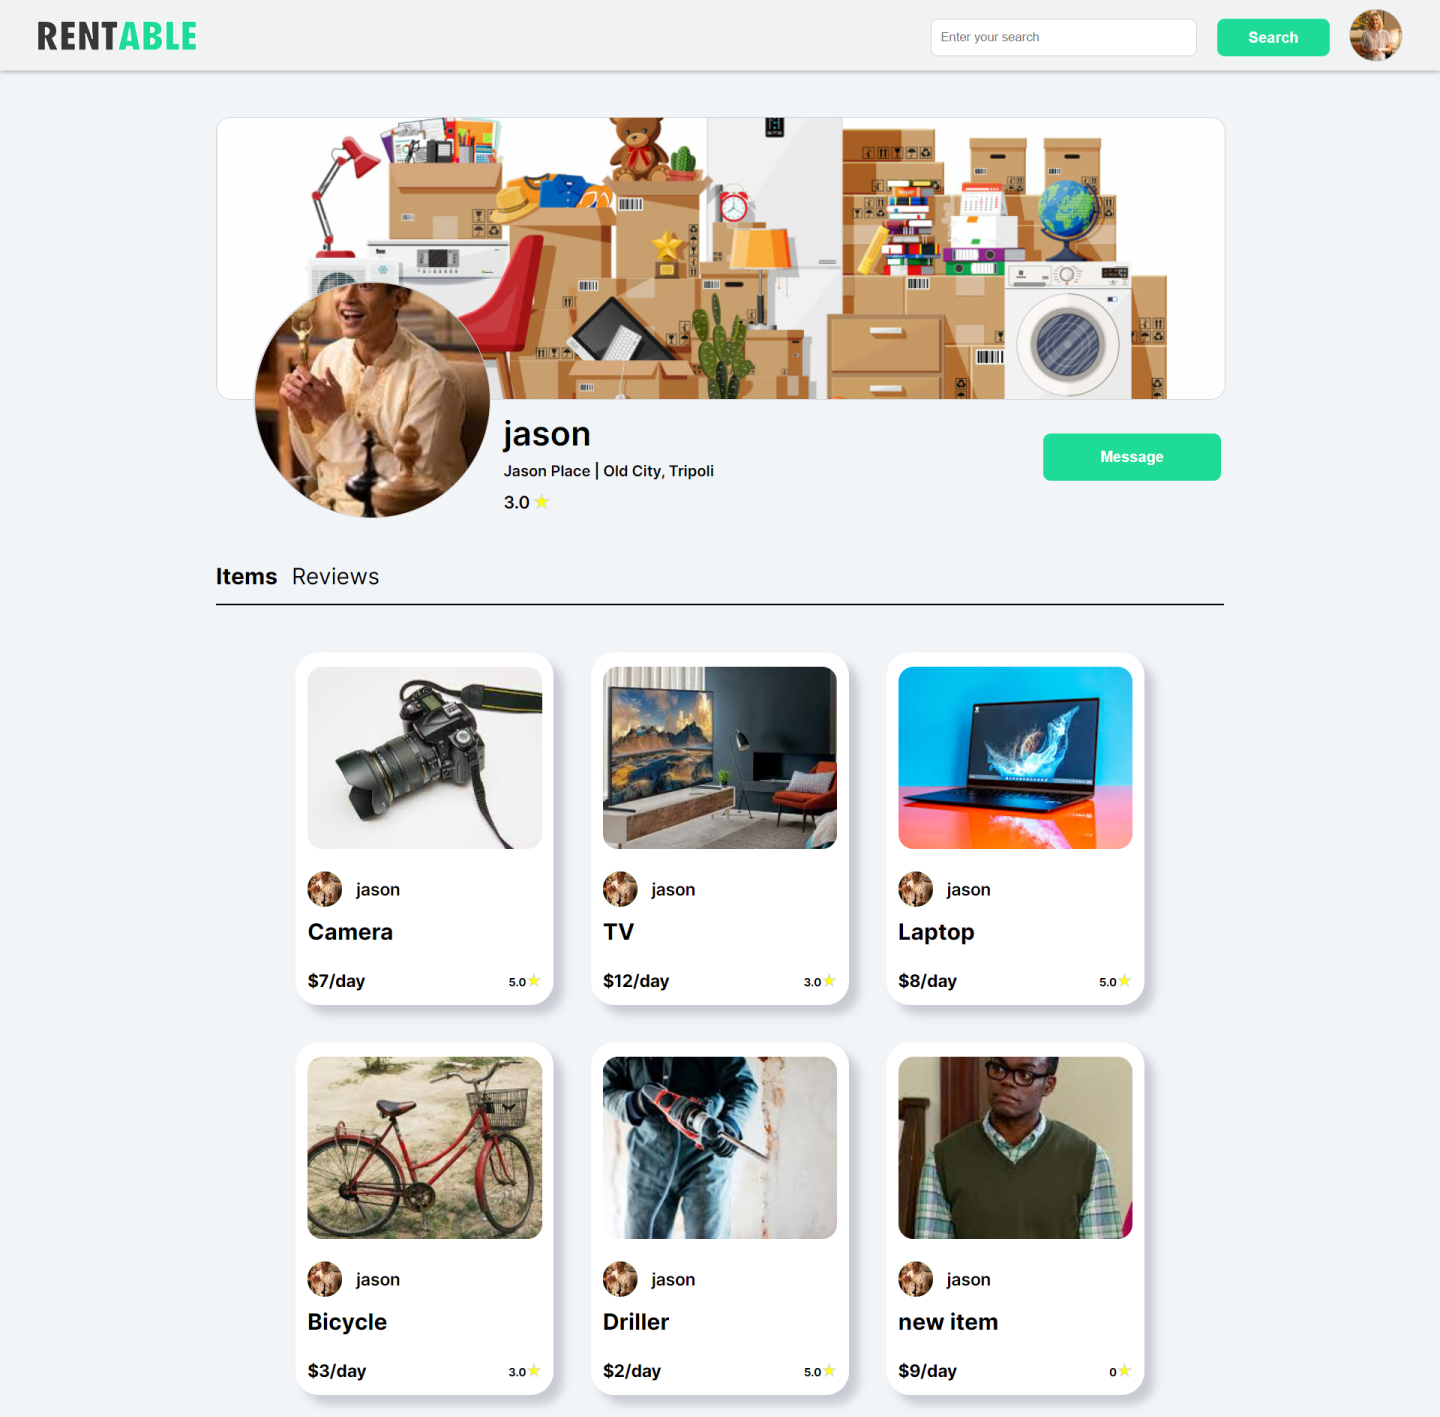 RENTABLE
Enter your search
Search
jason
Jason Place | Old City, Tripoli
3.0
Message
Items Reviews
jason
Camera
$7/day 5.0
jason
TV
$12/day 3.0
jason
Laptop
$8/day 5.0
jason
Bicycle
$3/day 3.0
jason
Driller
$2/day 5.0
jason
new item
$9/day 0